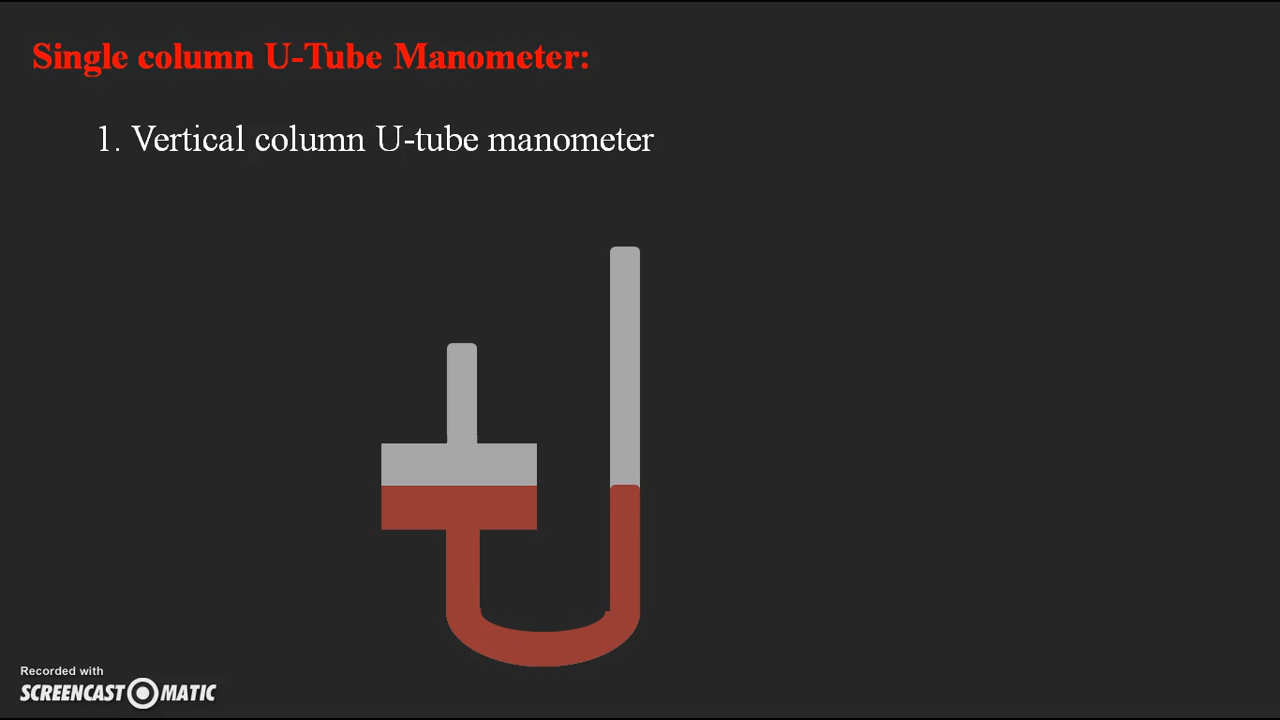 Single column U-Tube Manometer:
1. Vertical column U-tube manometer
Recorded with
SCREENCAST MATIC